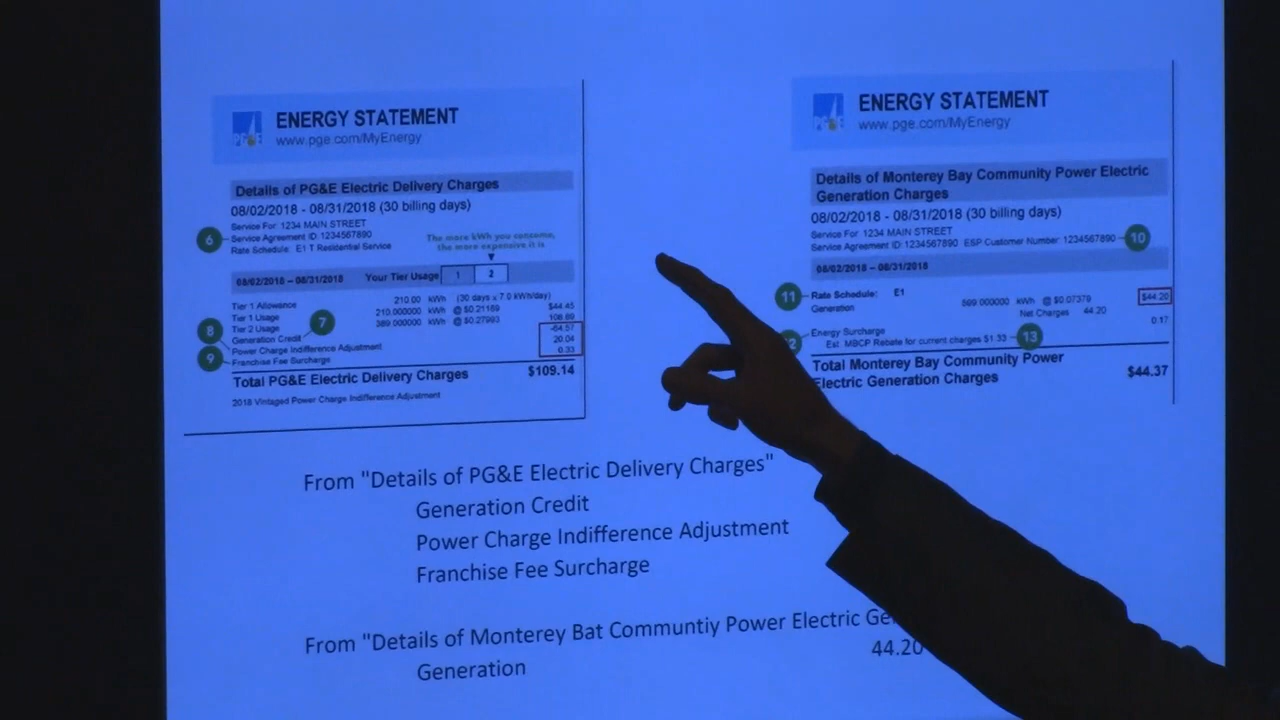 ENERGY STATEMENT
www.pge.com/MyEnergy
Details of PG&E Electric Delivery Charges
08/02/2018 - 08/31/2018 (30 billing days)
Service For: 1234 MAIN STREET
6 Service Agreement ID: 1234567890
Rate Schedule: E1 T Residential Service
The more kWh you consume,
the more expensive it is
08/02/2018 – 08/31/2018 Your Tier Usage 1 2
Tier 1 Allowance 210.00 kWh (30 days x 7.0 kWh/day)
Tier 1 Usage 210.000000 kWh @ $0.21169 $44.45
Tier 2 Usage 389.000000 kWh @ $0.27993 108.89
8 Generation Credit 7 -64.57
Power Charge Indifference Adjustment 20.04
9 Franchise Fee Surcharge 0.33
Total PG&E Electric Delivery Charges $109.14
2018 Vintaged Power Charge Indifference Adjustment
ENERGY STATEMENT
www.pge.com/MyEnergy
Details of Monterey Bay Community Power Electric
Generation Charges
08/02/2018 - 08/31/2018 (30 billing days)
Service For: 1234 MAIN STREET
Service Agreement ID: 1234567890 ESP Customer Number: 1234567890 10
08/02/2018 – 08/31/2018
11 Rate Schedule: E1
Generation 599.000000 kWh @ $0.07379 $44.20
Net Charges 44.20
Energy Surcharge 0.17
Est. MBCP Rebate for current charges $1.33 13
Total Monterey Bay Community Power
Electric Generation Charges $44.37
From "Details of PG&E Electric Delivery Charges"
Generation Credit
Power Charge Indifference Adjustment
Franchise Fee Surcharge
From "Details of Monterey Bat Communtiy Power Electric
Generation 44.20